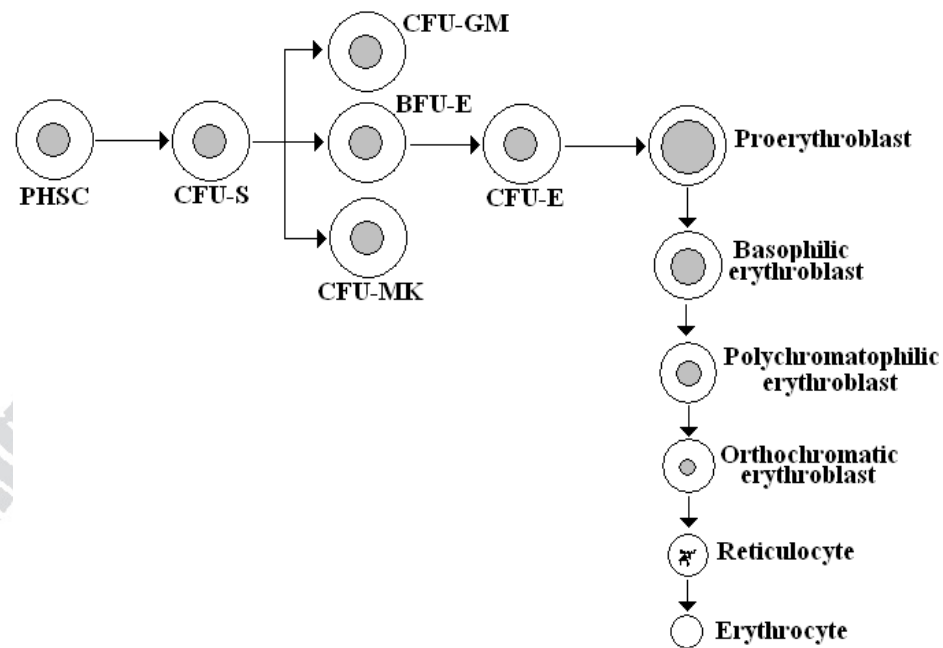 CFU-GM
BFU-E
PHSC
CFU-S
CFU-E
CFU-MK
Proerythroblast
Basophilic
erythroblast
Polychromatophilic
erythroblast
Orthochromatic
erythroblast
Reticulocyte
Erythrocyte